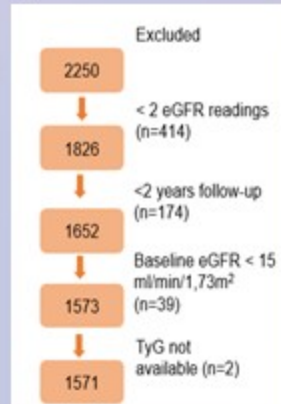 Excluded
2250
< 2 eGFR readings
(n=414)
1826
<2 years follow-up
(n=174)
1652
Baseline eGFR < 15
ml/min/1,73m²
(n=39)
1573
TyG not
available (n=2)
1571